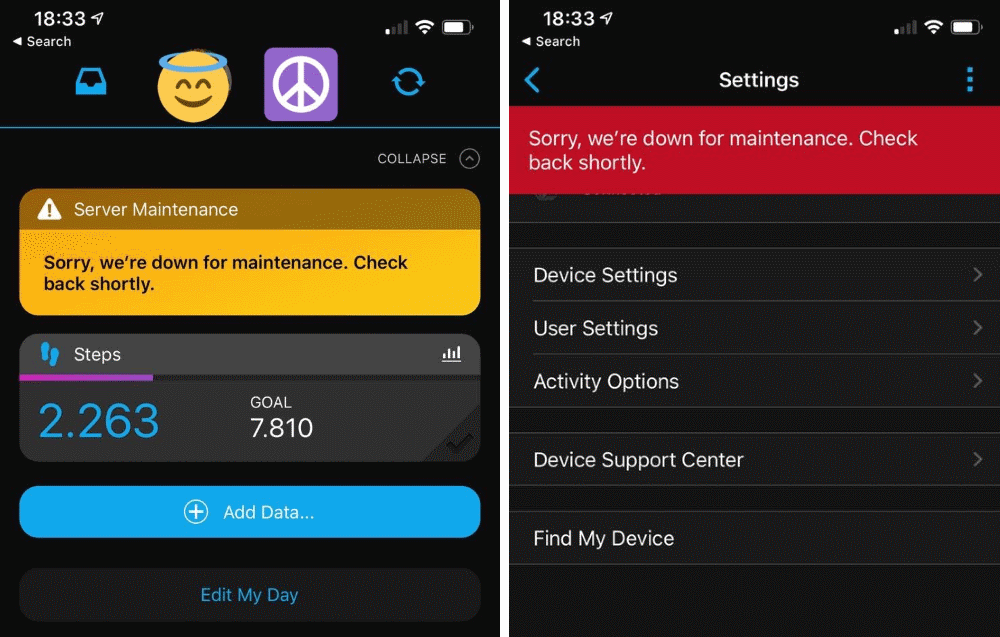 18:33
◀ Search
COLLAPSE
Server Maintenance
Sorry, we’re down for maintenance. Check
back shortly.
Steps
2.263
GOAL
7.810
Add Data...
Edit My Day
18:33
◀ Search
Settings
Sorry, we’re down for maintenance. Check
back shortly.
Device Settings
User Settings
Activity Options
Device Support Center
Find My Device